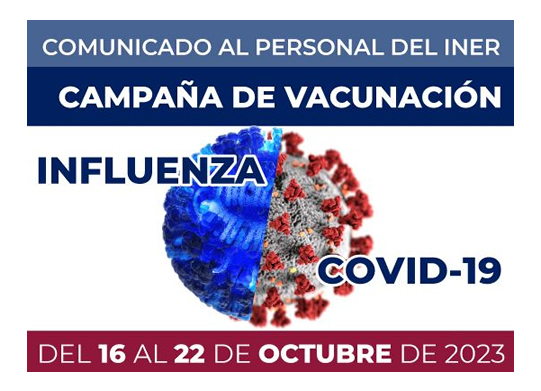 COMUNICADO AL PERSONAL DEL INER
CAMPAÑA DE VACUNACIÓN
INFLUENZA
COVID-19
DEL 16 AL 22 DE OCTUBRE DE 2023